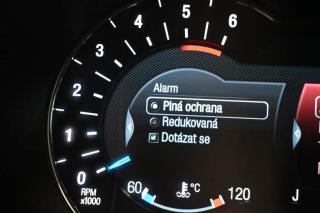 6
5
4
3
2
1
0
RPM
x1000
Alarm
Plná ochrana
Redukovaná
Dotázat se
60 °C 120
J